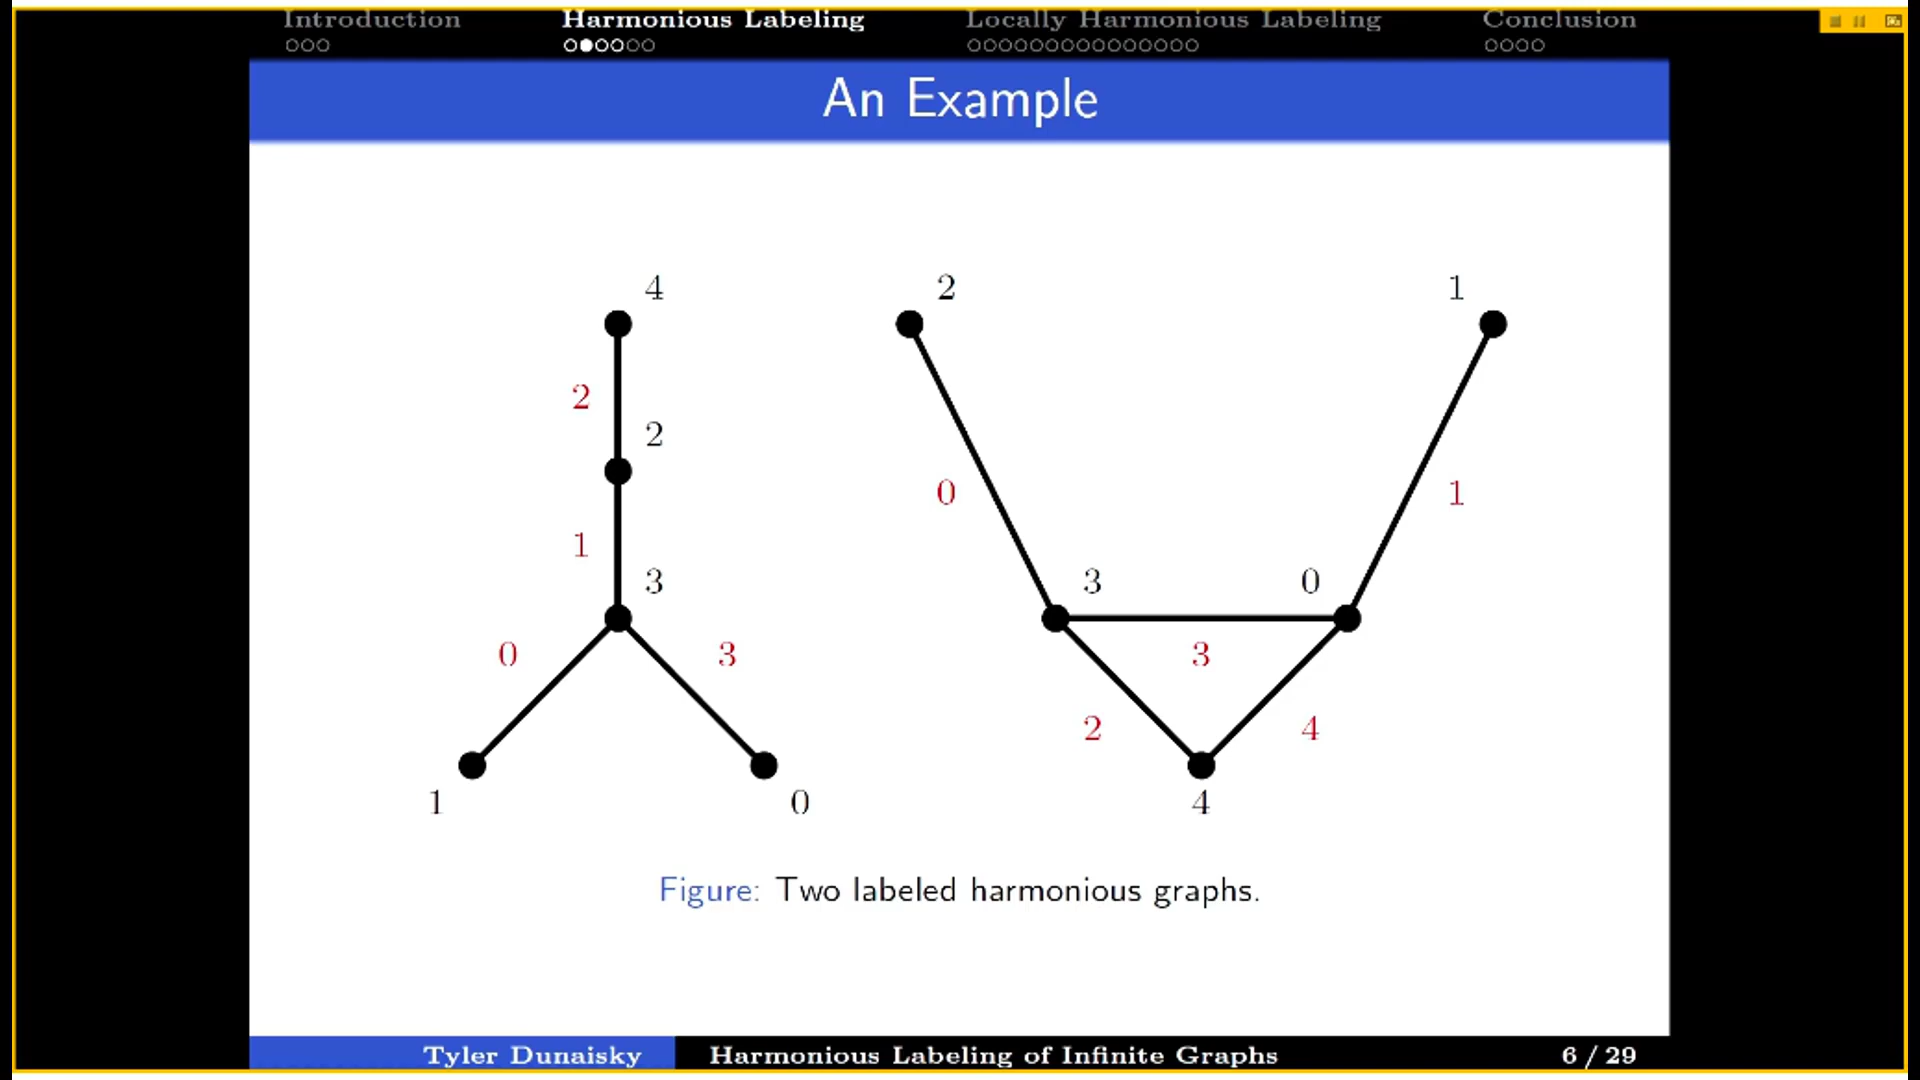 Introduction Harmonious Labeling Locally Harmonious Labeling Conclusion
An Example
4 2 1
2
2
0 1
1
3 3 0
0 3 3
2 4
1 0 4
Figure: Two labeled harmonious graphs.
Tyler Dunaisky Harmonious Labeling of Infinite Graphs 6 / 29